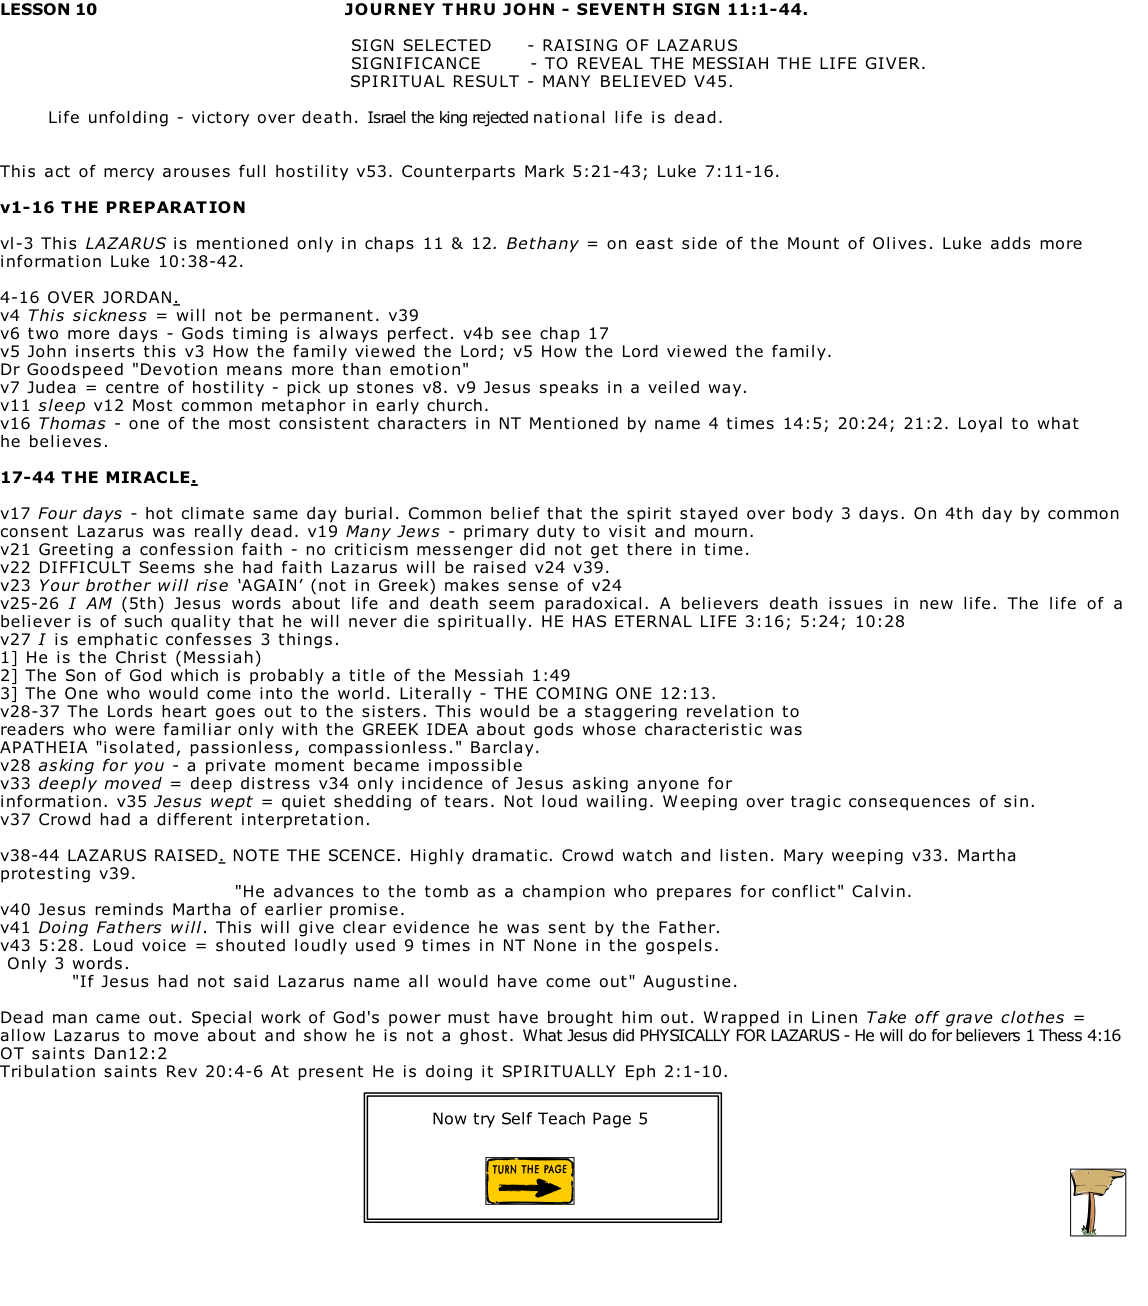 LESSON 10 JOURNEY THRU JOHN - SEVENTH SIGN 11:1-44.
SIGN SELECTED - RAISING OF LAZARUS
SIGNIFICANCE - TO REVEAL THE MESSIAH THE LIFE GIVER.
SPIRITUAL RESULT - MANY BELIEVED V45.
Life unfolding - victory over death. Israel the king rejected national life is dead.
This act of mercy arouses full hostility v53. Counterparts Mark 5:21-43; Luke 7:11-16.
v1-16 THE PREPARATION
vl-3 This LAZARUS is mentioned only in chaps 11 & 12. Bethany = on east side of the Mount of Olives. Luke adds more
information Luke 10:38-42.
4-16 OVER JORDAN.
v4 This sickness = will not be permanent. v39
v6 two more days - Gods timing is always perfect. v4b see chap 17
v5 John inserts this v3 How the family viewed the Lord; v5 How the Lord viewed the family.
Dr Goodspeed "Devotion means more than emotion"
v7 Judea = centre of hostility - pick up stones v8. v9 Jesus speaks in a veiled way.
v11 sleep v12 Most common metaphor in early church.
v16 Thomas - one of the most consistent characters in NT Mentioned by name 4 times 14:5; 20:24; 21:2. Loyal to what
he believes.
17-44 THE MIRACLE.
v17 Four days - hot climate same day burial. Common belief that the spirit stayed over body 3 days. On 4th day by common
consent Lazarus was really dead. v19 Many Jews - primary duty to visit and mourn.
v21 Greeting a confession faith - no criticism messenger did not get there in time.
v22 DIFFICULT Seems she had faith Lazarus will be raised v24 v39.
v23 Your brother will rise ‘AGAIN’ (not in Greek) makes sense of v24
v25-26 I AM (5th) Jesus words about life and death seem paradoxical. A believers death issues in new life. The life of a
believer is of such quality that he will never die spiritually. HE HAS ETERNAL LIFE 3:16; 5:24; 10:28
v27 I is emphatic confesses 3 things.
1] He is the Christ (Messiah)
2] The Son of God which is probably a title of the Messiah 1:49
3] The One who would come into the world. Literally - THE COMING ONE 12:13.
v28-37 The Lords heart goes out to the sisters. This would be a staggering revelation to
readers who were familiar only with the GREEK IDEA about gods whose characteristic was
APATHEIA "isolated, passionless, compassionless." Barclay.
v28 asking for you - a private moment became impossible
v33 deeply moved = deep distress v34 only incidence of Jesus asking anyone for
information. v35 Jesus wept = quiet shedding of tears. Not loud wailing. Weeping over tragic consequences of sin.
v37 Crowd had a different interpretation.
v38-44 LAZARUS RAISED. NOTE THE SCENCE. Highly dramatic. Crowd watch and listen. Mary weeping v33. Martha
protesting v39.
"He advances to the tomb as a champion who prepares for conflict" Calvin.
v40 Jesus reminds Martha of earlier promise.
v41 Doing Fathers will. This will give clear evidence he was sent by the Father.
v43 5:28. Loud voice = shouted loudly used 9 times in NT None in the gospels.
Only 3 words.
"If Jesus had not said Lazarus name all would have come out" Augustine.
Dead man came out. Special work of God's power must have brought him out. Wrapped in Linen Take off grave clothes =
allow Lazarus to move about and show he is not a ghost. What Jesus did PHYSICALLY FOR LAZARUS - He will do for believers 1 Thess 4:16
OT saints Dan12:2
Tribulation saints Rev 20:4-6 At present He is doing it SPIRITUALLY Eph 2:1-10.
Now try Self Teach Page 5
TURN THE PAGE